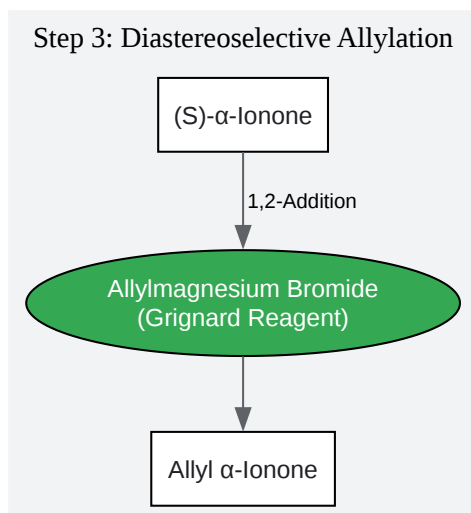 Step 3: Diastereoselective Allylation
(S)-α-Ionone
1,2-Addition
Allylmagnesium Bromide
(Grignard Reagent)
Allyl α-Ionone